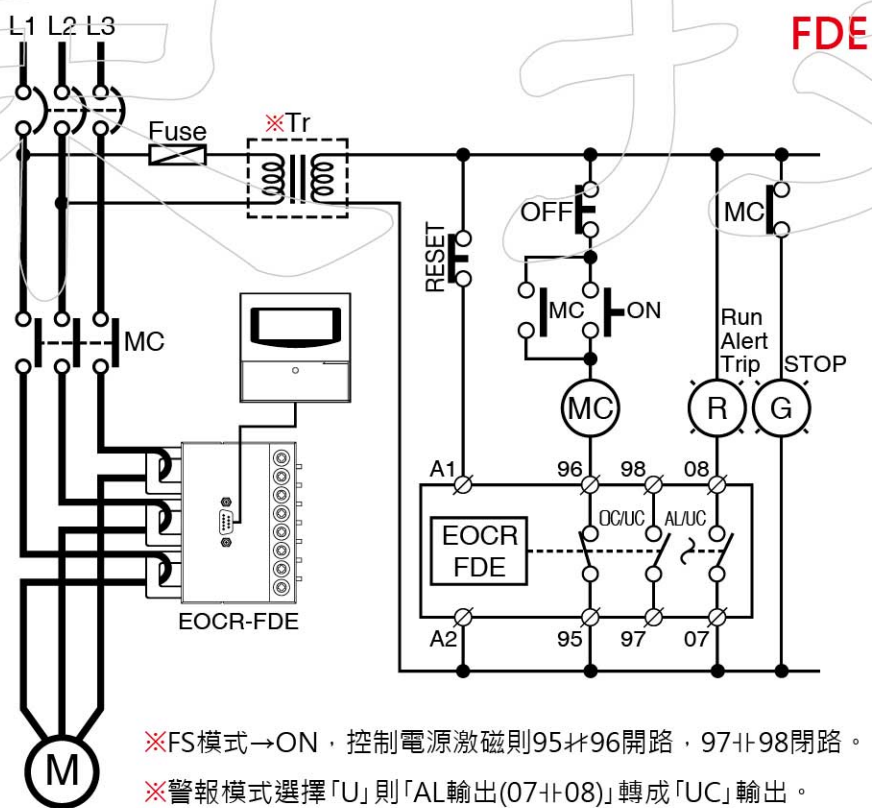 L1 L2 L3
FDE
Fuse
※Tr
RESET
OFF
MC
MC
ON
MC
Run
Alert
Trip
STOP
MC
R
G
A1
96
98
08
OC/UC
AL/UC
EOCR
FDE
EOCR-FDE
A2
95
97
07
M
※FS模式→ON，控制電源激磁則95┤∕├96開路，97┤├98閉路。
※警報模式選擇「U」則「AL輸出(07┤├08)」轉成「UC」輸出。